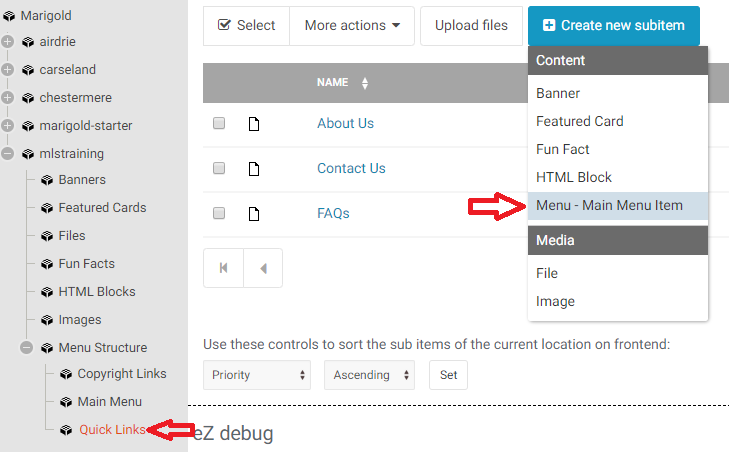 Marigold
airdrie
carseland
chestermere
marigold-starter
mlstraining
Banners
Featured Cards
Files
Fun Facts
HTML Blocks
Images
Menu Structure
Copyright Links
Main Menu
Quick Links
Select More actions Upload files Create new subitem
NAME
About Us
Contact Us
FAQs
Content
Banner
Featured Card
Fun Fact
HTML Block
Menu - Main Menu Item
Media
File
Image
Use these controls to sort the sub items of the current location on frontend:
Priority Ascending Set
eZ debug